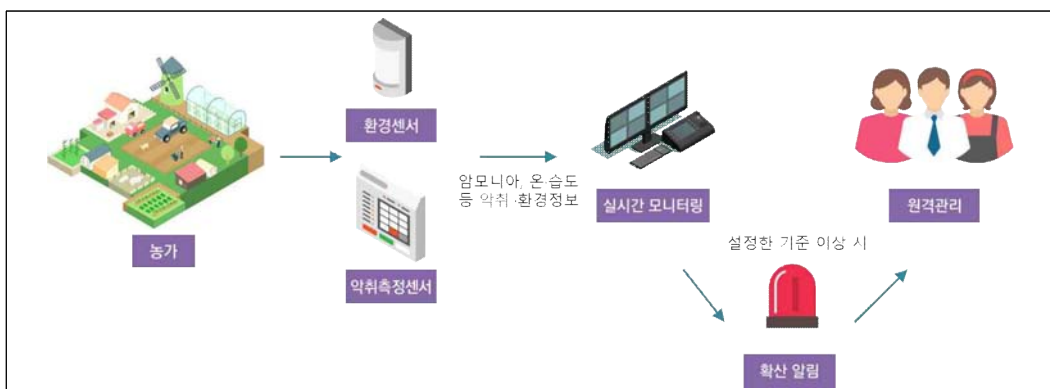 환경센서
암모니아, 온·습도
등 악취·환경정보
실시간 모니터링
원격관리
농가
설정한 기준 이상 시
악취측정센서
확산 알림